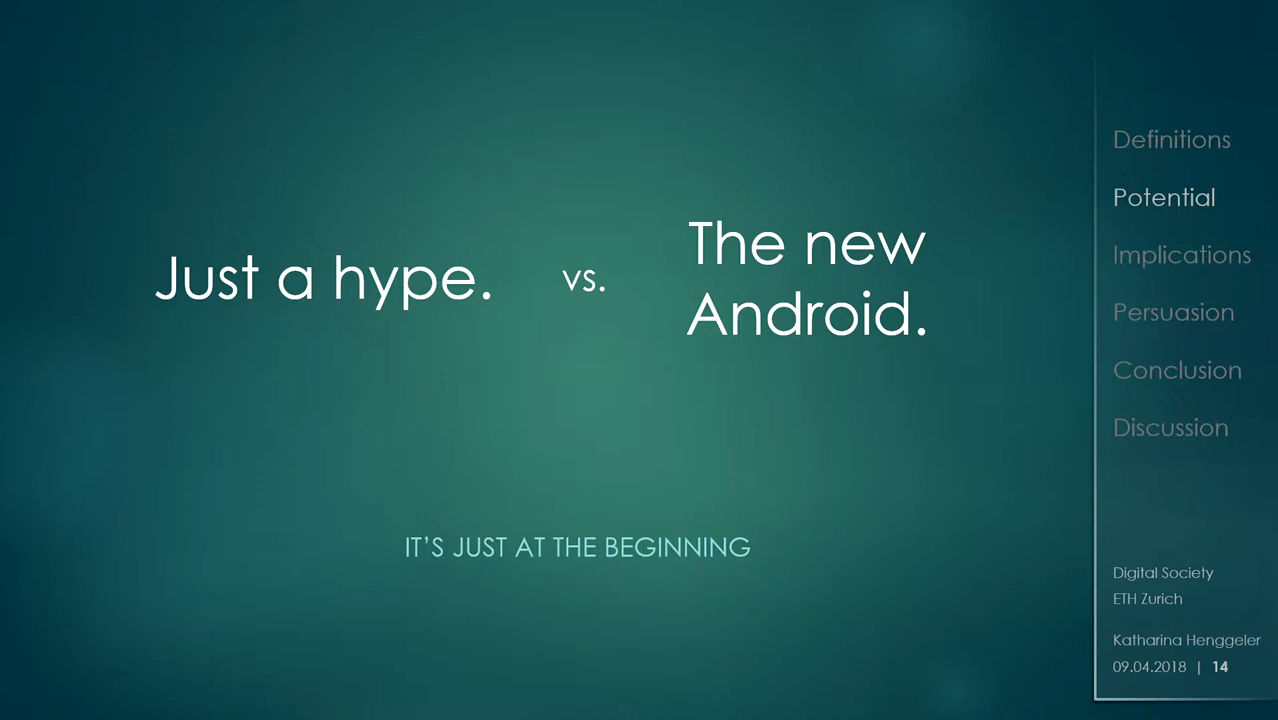 Just a hype.
vs.
The new
Android.
IT’S JUST AT THE BEGINNING
Definitions
Potential
Implications
Persuasion
Conclusion
Discussion
Digital Society
ETH Zurich
Katharina Henggeler
09.04.2018 | 14